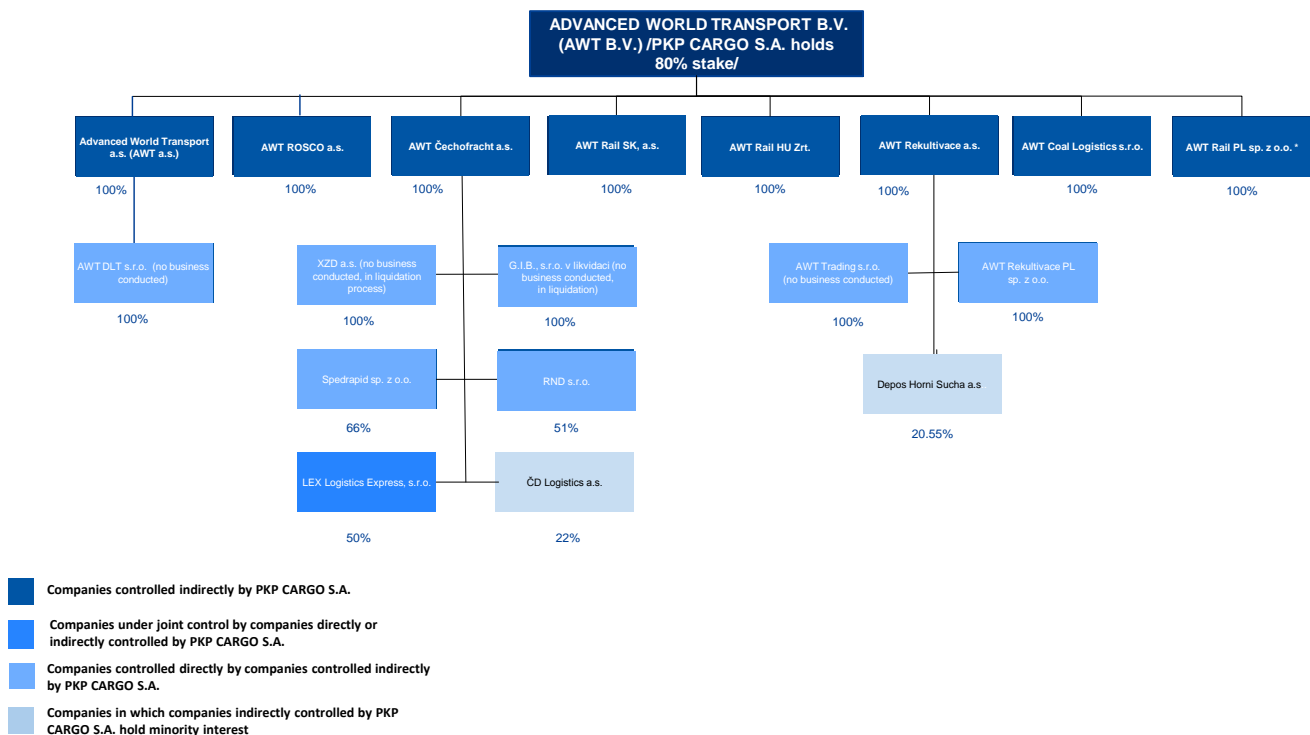 ADVANCED WORLD TRANSPORT B.V.
(AWT B.V.) /PKP CARGO S.A. holds
80% stake/
Advanced World Transport
a.s. (AWT a.s.)
AWT ROSCO a.s.
AWT Čechofracht a.s.
AWT Rail SK, a.s.
AWT Rail HU Zrt.
AWT Rekultivace a.s.
AWT Coal Logistics s.r.o.
AWT Rail PL sp. z o.o. *
100%
100%
100%
100%
100%
100%
100%
100%
AWT DLT s.r.o. (no business
conducted)
XZD a.s. (no business
conducted, in liquidation
process)
G.I.B., s.r.o. v likvidaci (no
business conducted,
in liquidation)
AWT Trading s.r.o.
(no business conducted)
AWT Rekultivace PL
sp. z o.o.
100%
100%
100%
100%
100%
Spedrapid sp. z o.o.
RND s.r.o.
Depos Horni Sucha a.s
66%
51%
20.55%
LEX Logistics Express, s.r.o.
ČD Logistics a.s.
50%
22%
Companies controlled indirectly by PKP CARGO S.A.
Companies under joint control by companies directly or
indirectly controlled by PKP CARGO S.A.
Companies controlled directly by companies controlled indirectly
by PKP CARGO S.A.
Companies in which companies indirectly controlled by PKP
CARGO S.A. hold minority interest